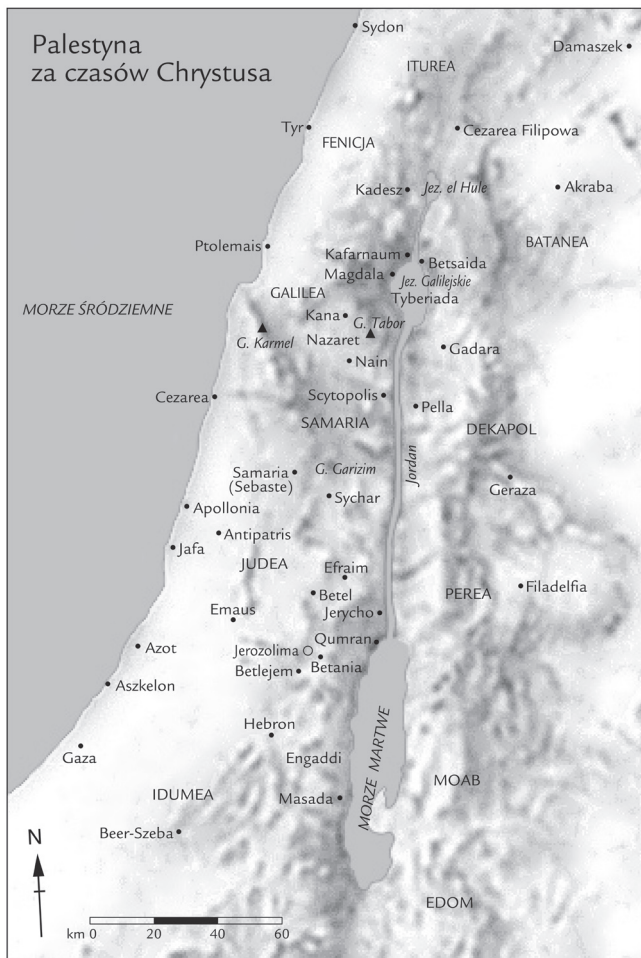 Palestyna
za czasów Chrystusa
Sydon
Damaszek
ITUREA
Tyr
FENICJA
Cezarea Filipowa
Kadesz
Jez. el Hule
Akraba
Ptolemais
Kafarnaum
Betsaida
BATANEA
Magdala
Jez. Galilejskie
GALILEA
Tyberiada
MORZE ŚRÓDZIEMNE
Kana
G. Tabor
G. Karmel
Nazaret
Gadara
Nain
Cezarea
Scytopolis
Pella
SAMARIA
DEKAPOL
Jordan
Samaria
(Sebaste)
G. Garizim
Geraza
Sychar
Apollonia
Antipatris
Jafa
JUDEA
Efraim
Betel
PEREA
Filadelfia
Emaus
Jerycho
Qumran
Azot
Jerozolima
Betania
Betlejem
Aszkelon
Hebron
Gaza
Engaddi
MORZE MARTWE
MOAB
IDUMEA
Masada
Beer-Szeba
N
EDOM
km 0 20 40 60